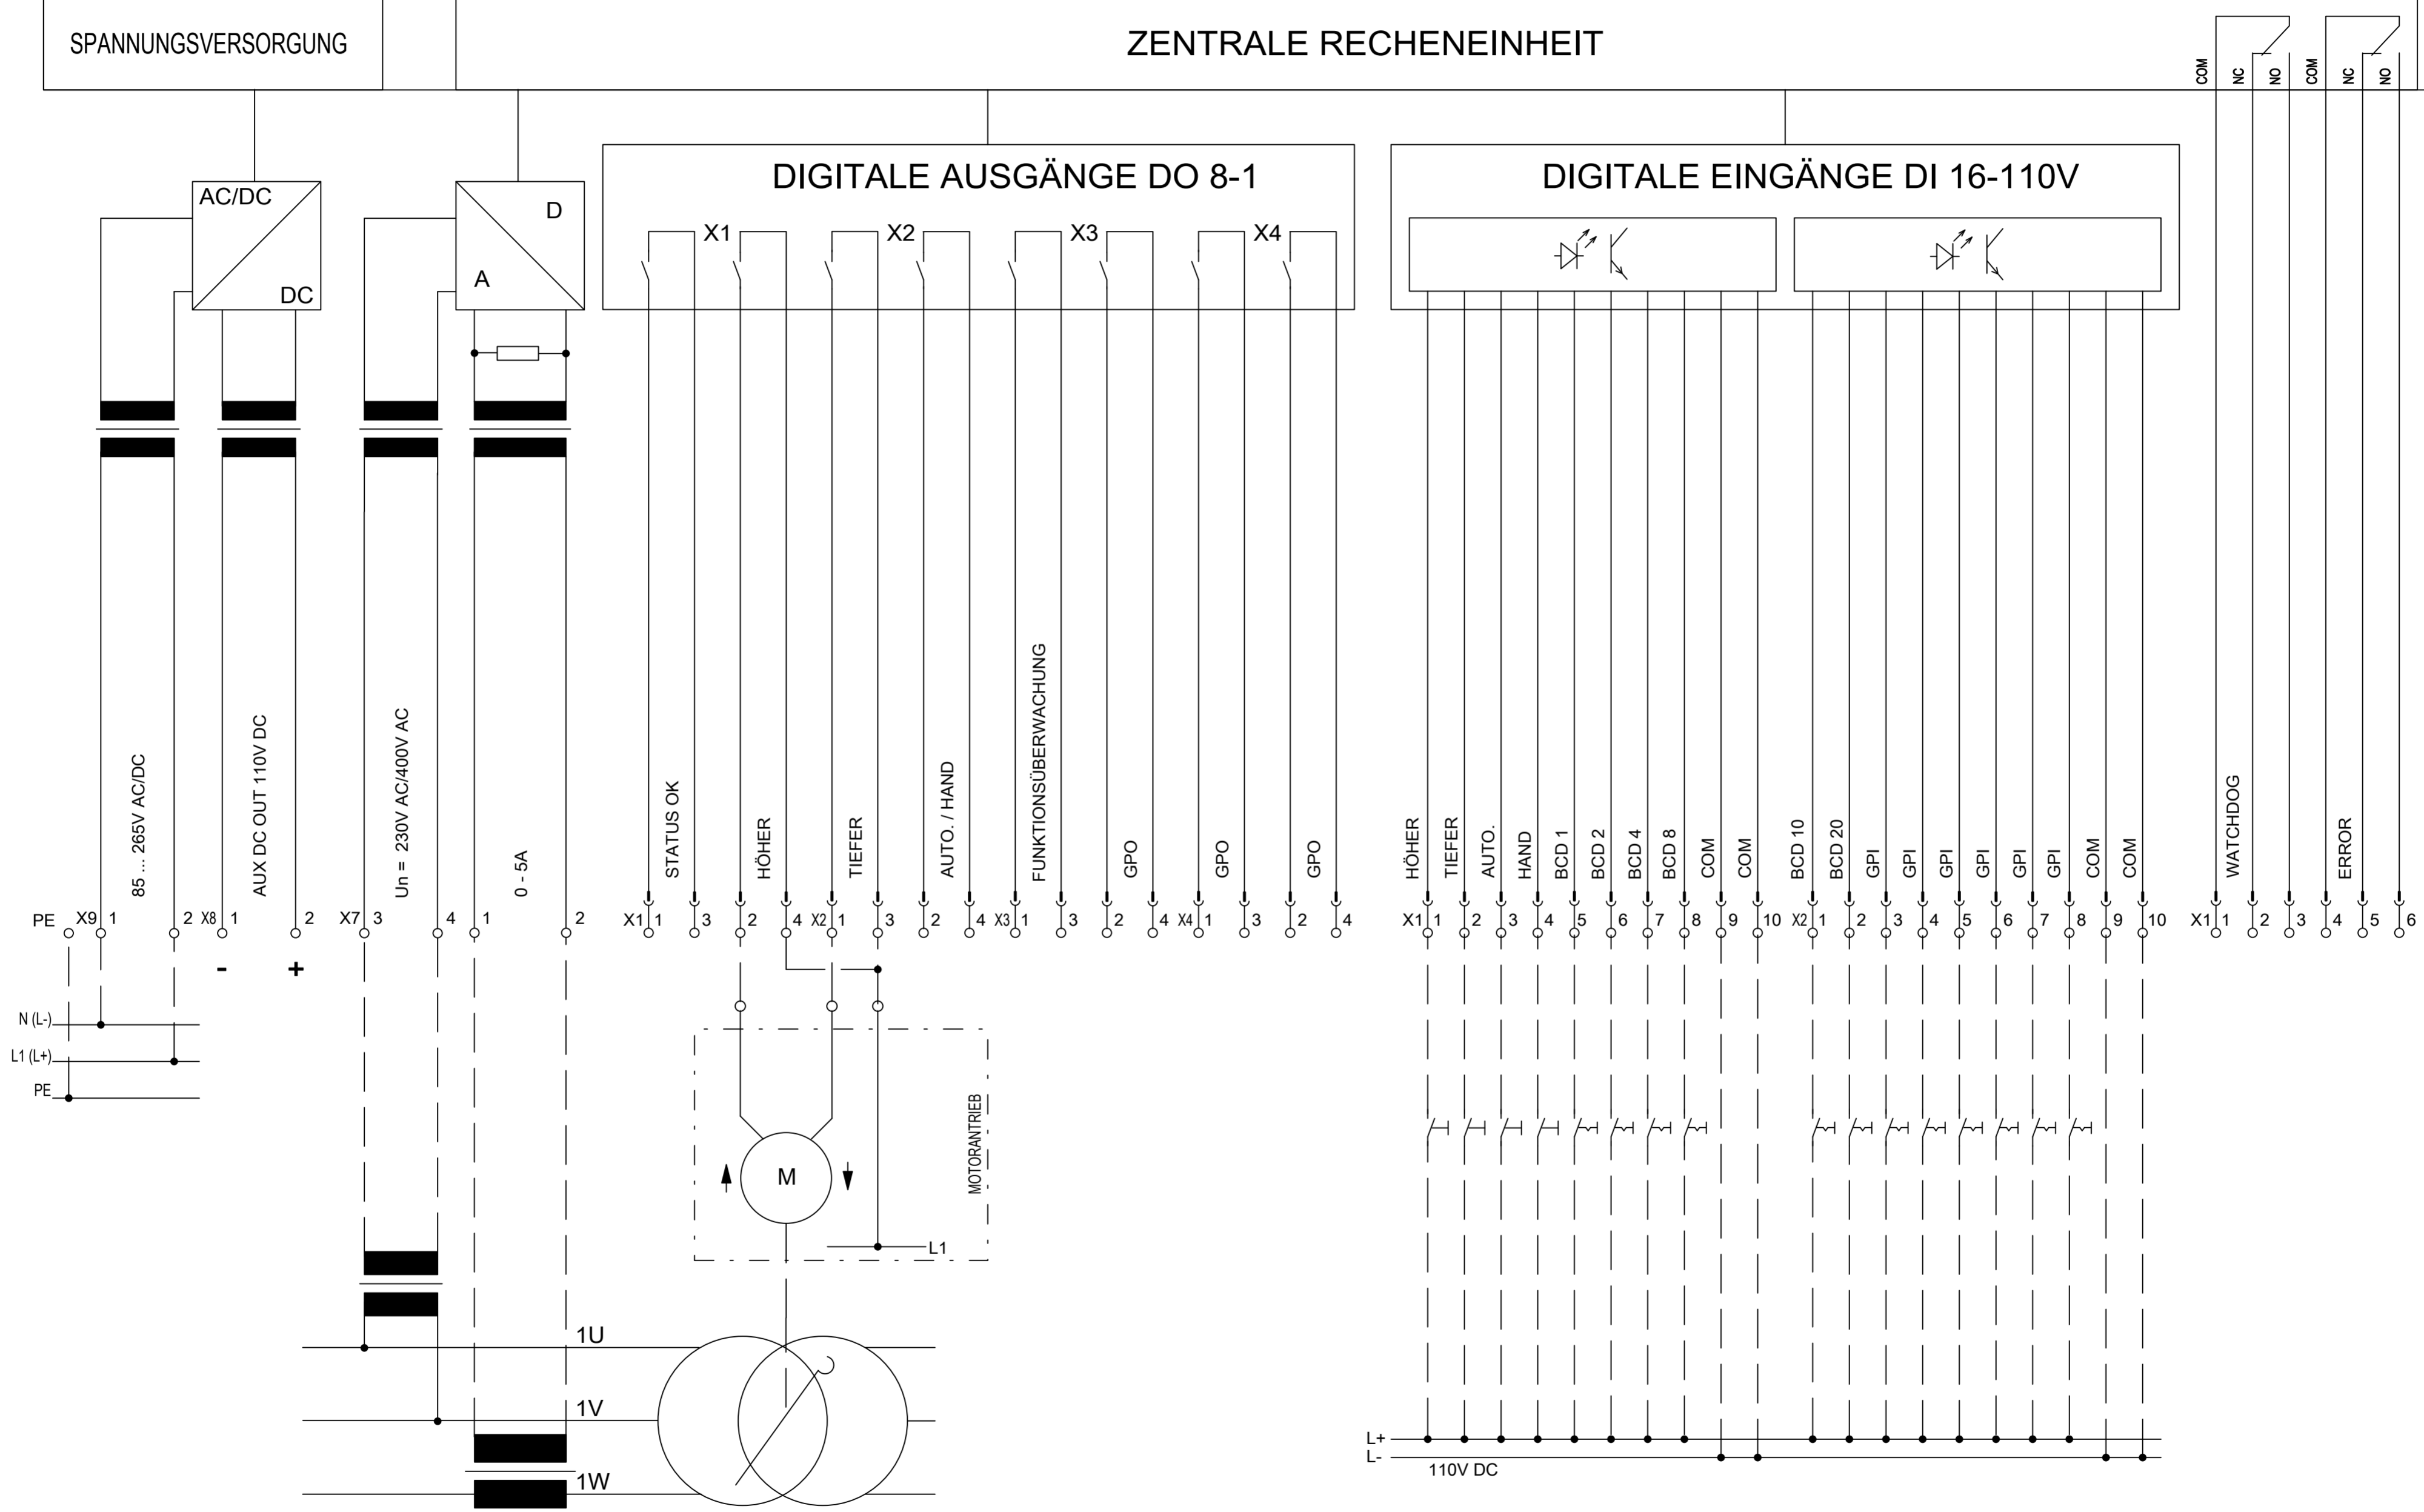 SPANNUNGSVERSORGUNG
ZENTRALE RECHENEINHEIT
COM
NC
NO
COM
NC
NO
AC/DC
DC
D
A
DIGITALE AUSGÄNGE DO 8-1
X1
X2
X3
X4
DIGITALE EINGÄNGE DI 16-110V
85 ... 265V AC/DC
AUX DC OUT 110V DC
Un = 230V AC/400V AC
0 - 5A
STATUS OK
HÖHER
TIEFER
AUTO. / HAND
FUNKTIONSÜBERWACHUNG
GPO
GPO
GPO
HÖHER
TIEFER
AUTO.
HAND
BCD 1
BCD 2
BCD 4
BCD 8
COM
COM
BCD 10
BCD 20
GPI
GPI
GPI
GPI
GPI
GPI
COM
COM
WATCHDOG
ERROR
PE X9 1 2 X8 1 2 X7 3 4 1 2
X1 1 3 2 4 X2 1 3 2 4 X3 1 3 2 4 X4 1 3 2 4
X1 1 2 3 4 5 6 7 8 9 10 X2 1 2 3 4 5 6 7 8 9 10
X1 1 2 3 4 5 6
- +
N (L-)
L1 (L+)
PE
MOTORANTRIEB
M
L1
1U
1V
1W
L+
L-
110V DC